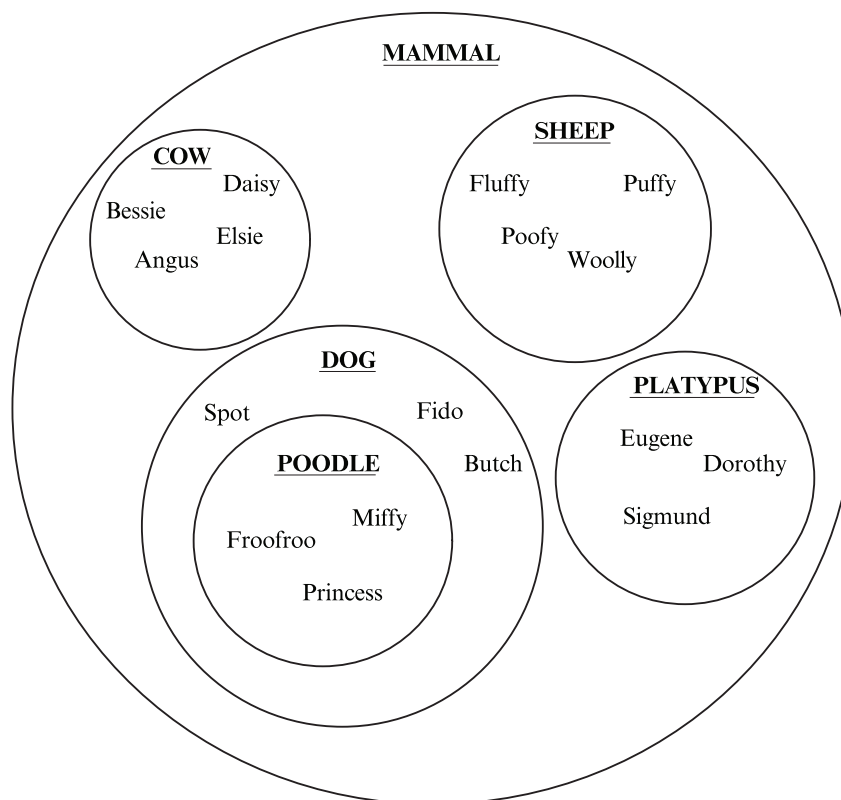 MAMMAL
COW
Daisy
Bessie
Elsie
Angus
SHEEP
Fluffy
Puffy
Poofy
Woolly
DOG
Spot
Fido
Butch
POODLE
Miffy
Froofroo
Princess
PLATYPUS
Eugene
Dorothy
Sigmund